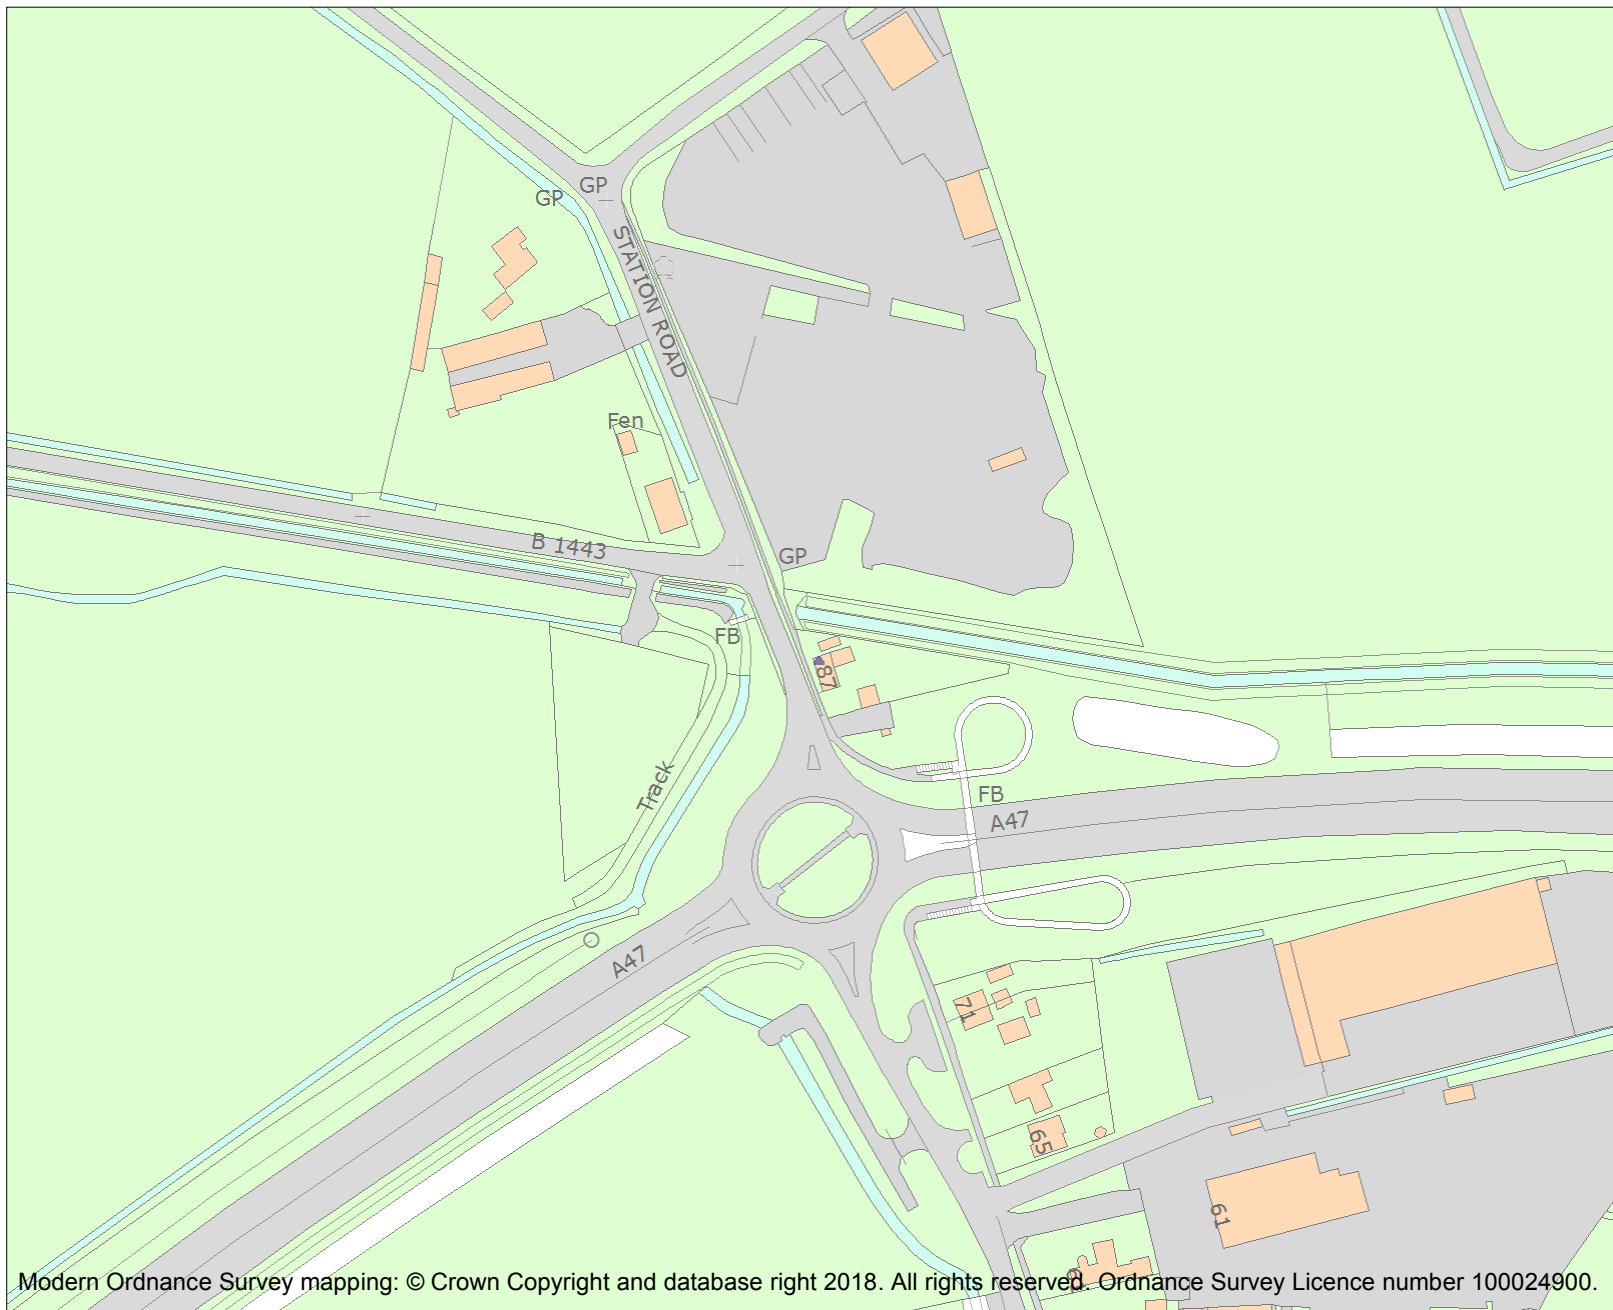 GP
GP
STATION ROAD
Fen
B 1443
GP
FB
87
Track
FB
A47
A47
71
65
61
Modern Ordnance Survey mapping: © Crown Copyright and database right 2018. All rights reserved. Ordnance Survey Licence number 100024900.